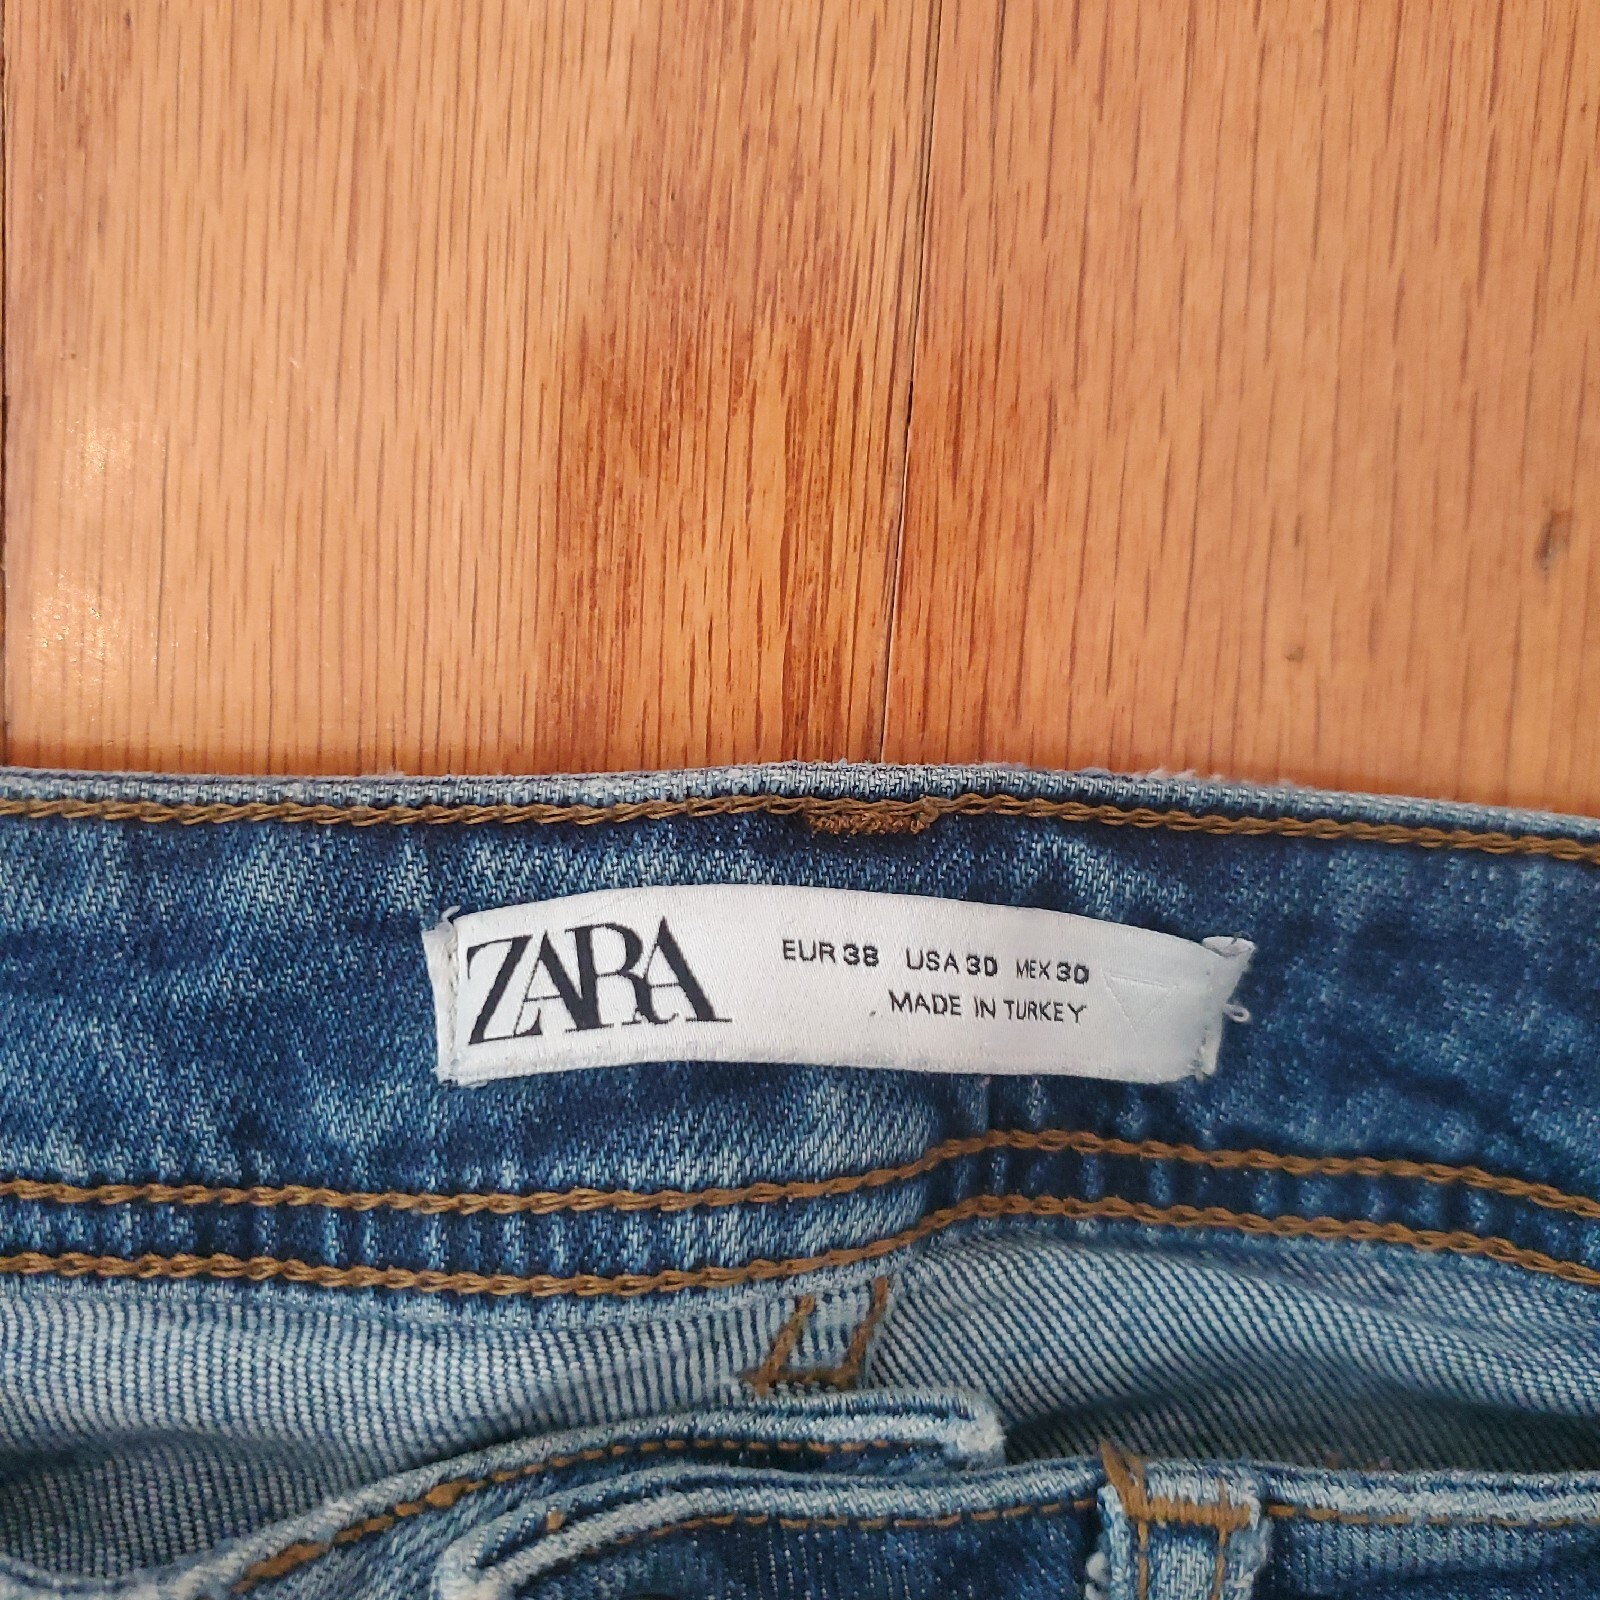 ZARA
EUR 38 USA 30 MEX 30
MADE IN TURKEY